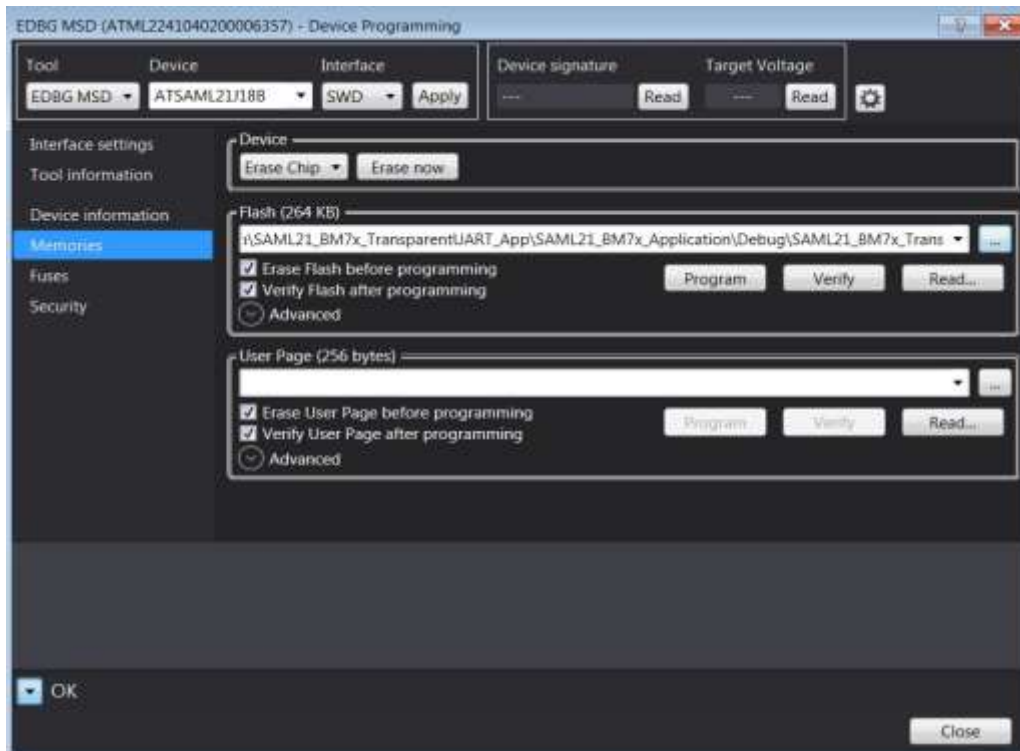 EDBG MSD (ATML2241040200006357) - Device Programming
Tool Device Interface Device signature Target Voltage
EDBG MSD ATSAML21J18B SWD Apply ---- Read ---- Read
Interface settings
Tool information
Device information
Memories
Fuses
Security
Device
Erase Chip Erase now
Flash (264 KB)
\SAML21_BM7x_TransparentUART_App\SAML21_BM7x_Application\Debug\SAML21_BM7x_Trans ...
Erase Flash before programming
Verify Flash after programming
Program Verify Read...
Advanced
User Page (256 bytes)
...
Erase User Page before programming
Verify User Page after programming
Program Verify Read...
Advanced
OK
Close